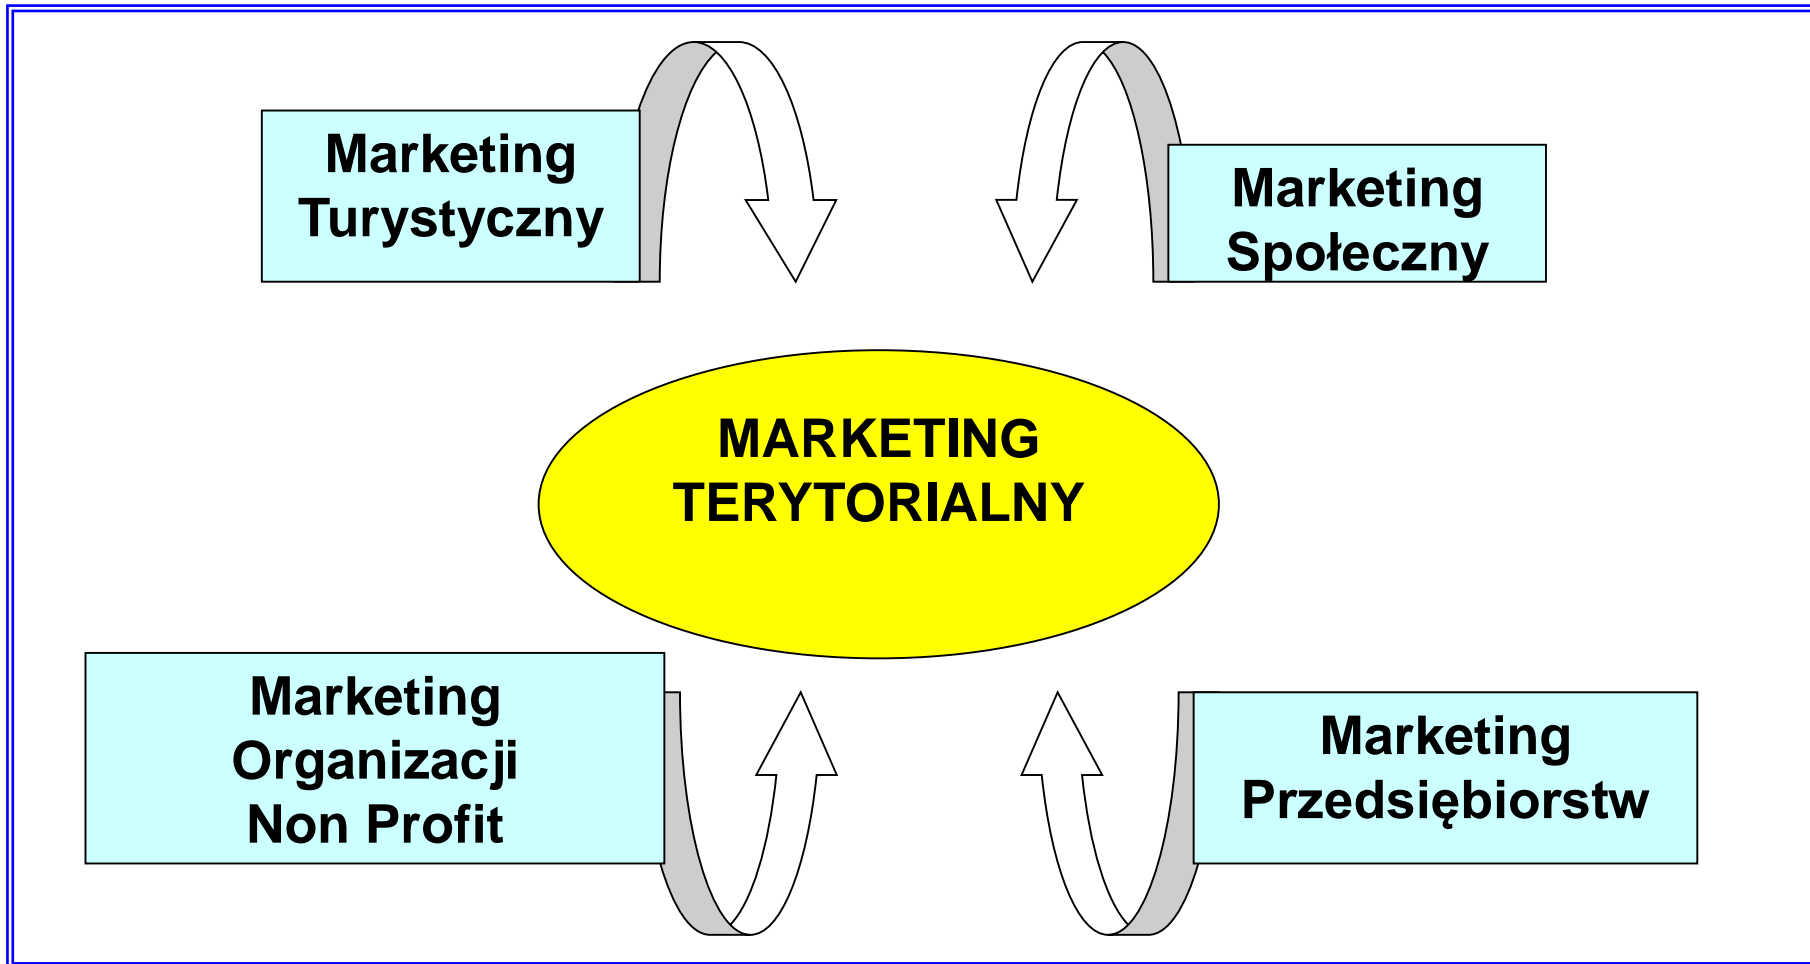 Marketing
Turystyczny
Marketing
Społeczny
MARKETING
TERYTORIALNY
Marketing
Organizacji
Non Profit
Marketing
Przedsiębiorstw